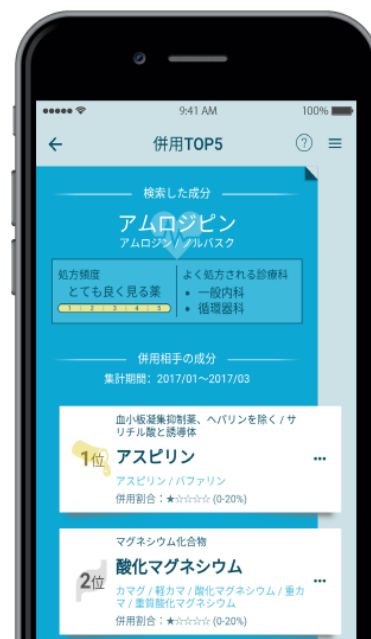 9:41 AM
100%
併用TOP5
?
検索した成分
アムロジピン
アムロジン / ノルバスク
処方頻度
とても良く見る薬
1 2 3 4 5
よく処方される診療科
• 一般内科
• 循環器科
併用相手の成分
集計期間：2017/01～2017/03
血小板凝集抑制薬、ヘパリンを除く / サ
リチル酸と誘導体
1位
アスピリン
アスピリン / バファリン
併用割合：★☆☆☆☆ (0-20%)
マグネシウム化合物
2位
酸化マグネシウム
カマグ / 軽カマ / 酸化マグネシウム / 重カ
マ / 重質酸化マグネシウム
併用割合：★☆☆☆☆ (0-20%)